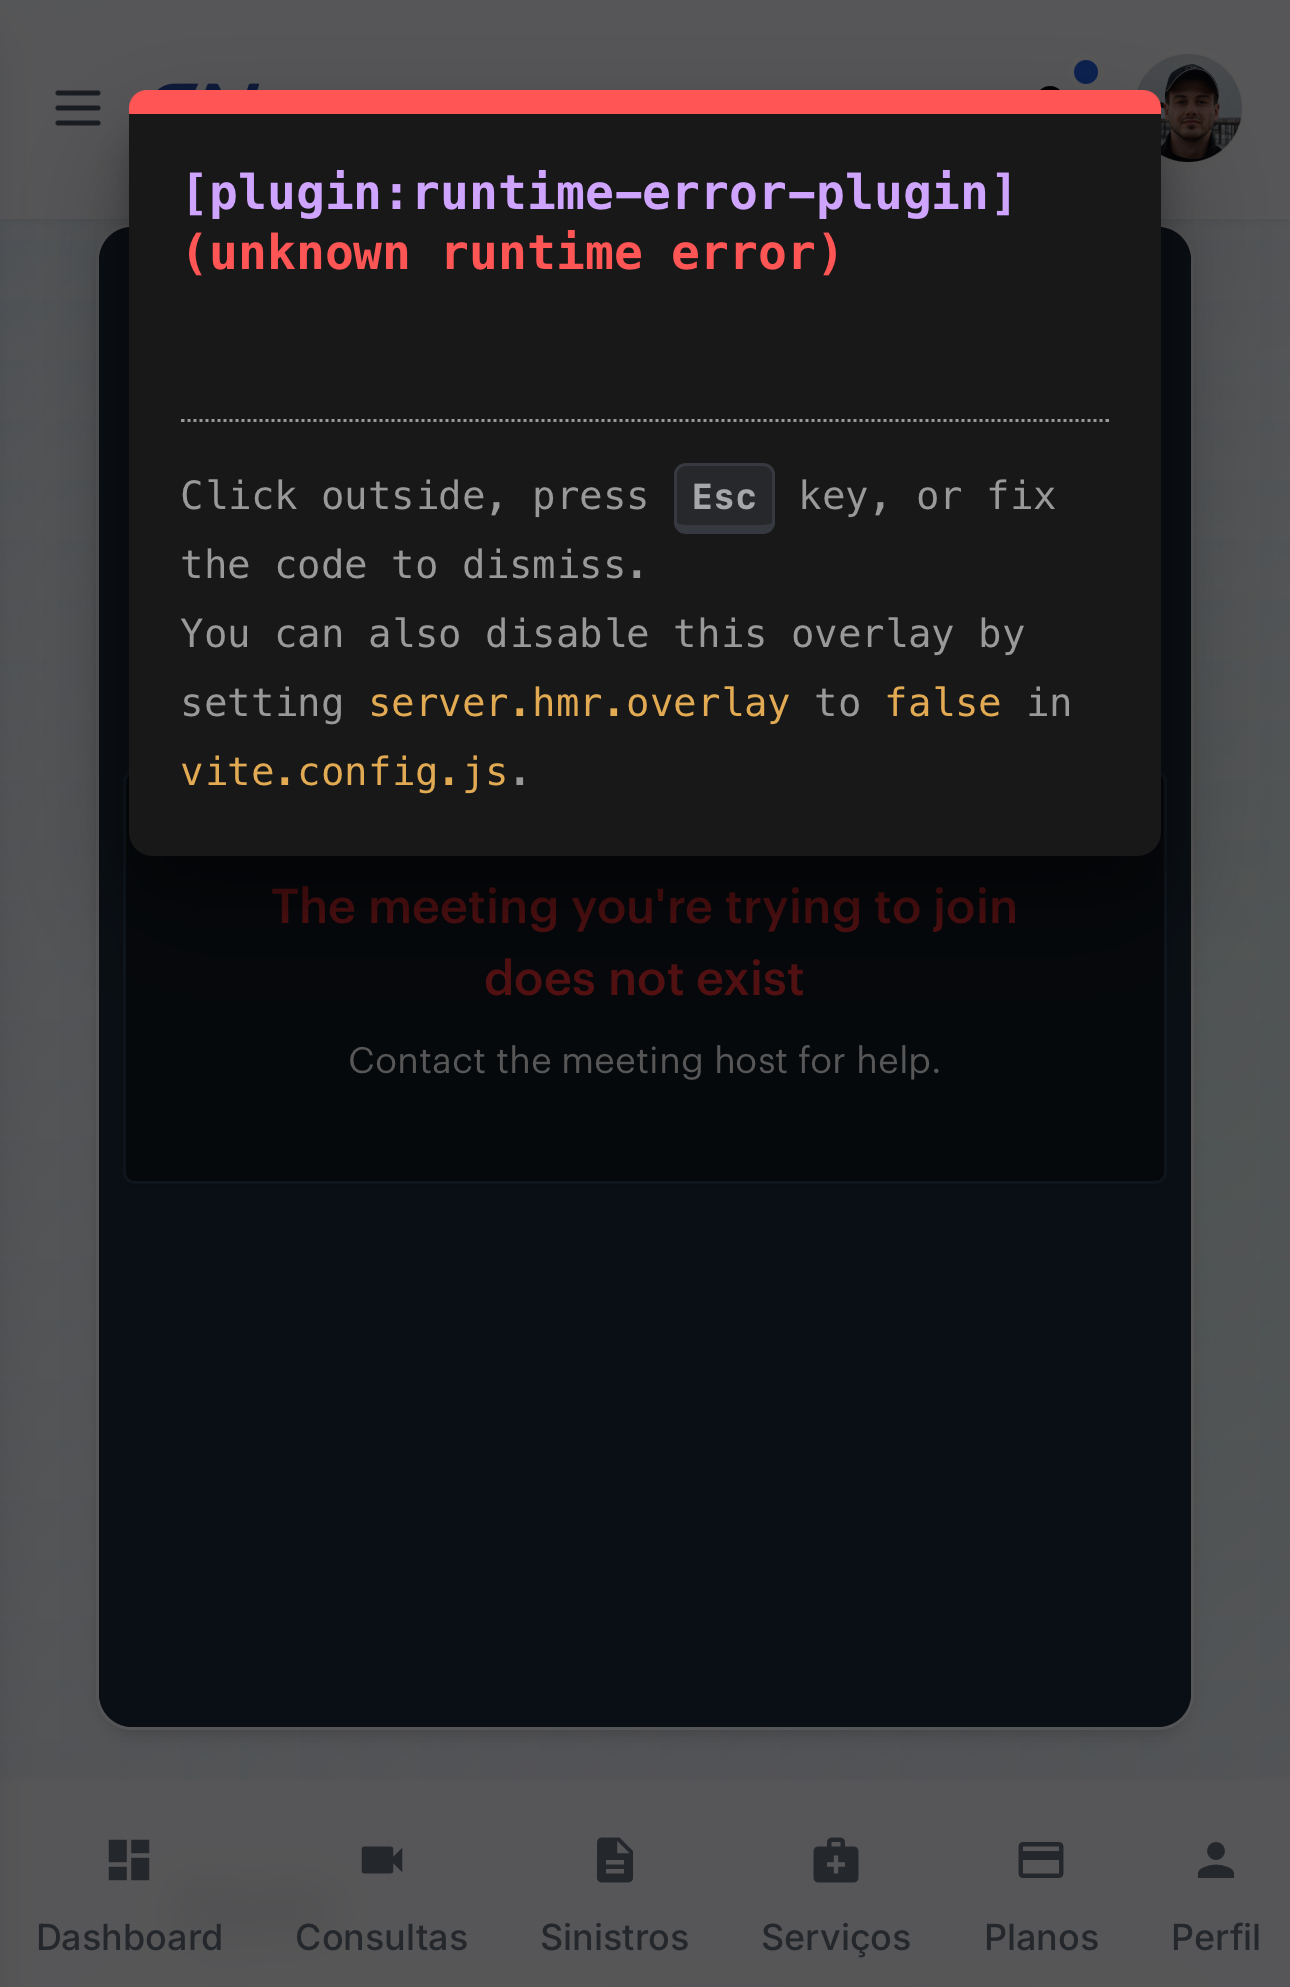 [plugin:runtime-error-plugin]
(unknown runtime error)
Click outside, press Esc key, or fix
the code to dismiss.
You can also disable this overlay by
setting server.hmr.overlay to false in
vite.config.js.
The meeting you're trying to join
does not exist
Contact the meeting host for help.
Dashboard Consultas Sinistros Serviços Planos Perfil